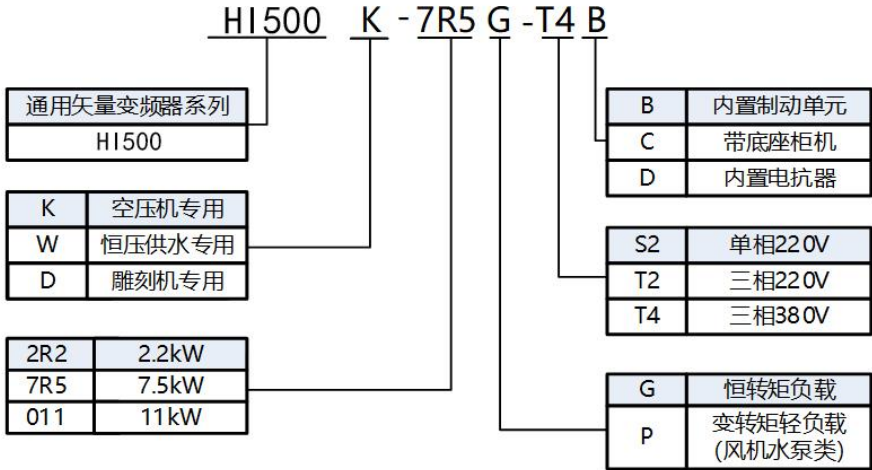 HI500 K - 7R5 G - T4 B
通用矢量变频器系列
HI500
K 空压机专用
W 恒压供水专用
D 雕刻机专用
2R2 2.2kW
7R5 7.5kW
011 11kW
B 内置制动单元
C 带底座柜机
D 内置电抗器
S2 单相220V
T2 三相220V
T4 三相380V
G 恒转矩负载
P 变转矩轻负载
(风机水泵类)